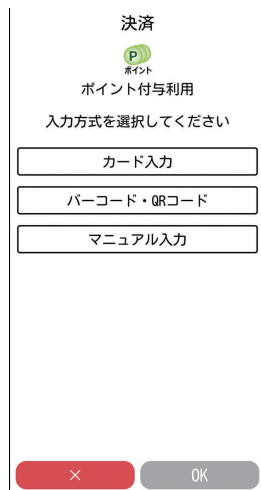 決済
P
ポイント
ポイント付与利用
入力方式を選択してください
カード入力
バーコード・QRコード
マニュアル入力
× OK